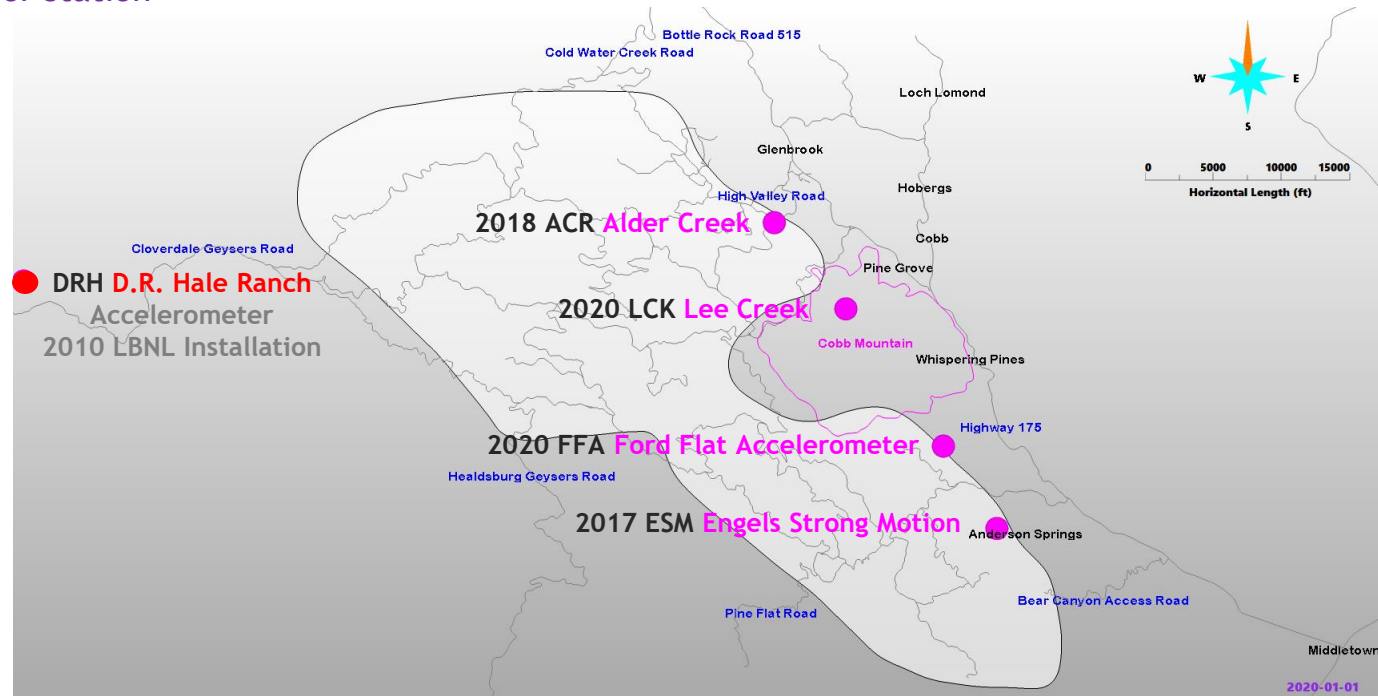 Bottle Rock Road 515
Cold Water Creek Road
W
E
S
Loch Lomond
0 5000 10000 15000
Horizontal Length (ft)
Glenbrook
Hobergs
High Valley Road
2018 ACR Alder Creek
Cobb
Cloverdale Geysers Road
Pine Grove
DRH D.R. Hale Ranch
Accelerometer
2010 LBNL Installation
2020 LCK Lee Creek
Cobb Mountain
Whispering Pines
Highway 175
2020 FFA Ford Flat Accelerometer
Healdsburg Geysers Road
2017 ESM Engels Strong Motion
Anderson Springs
Bear Canyon Access Road
Pine Flat Road
Middletown
2020-01-01